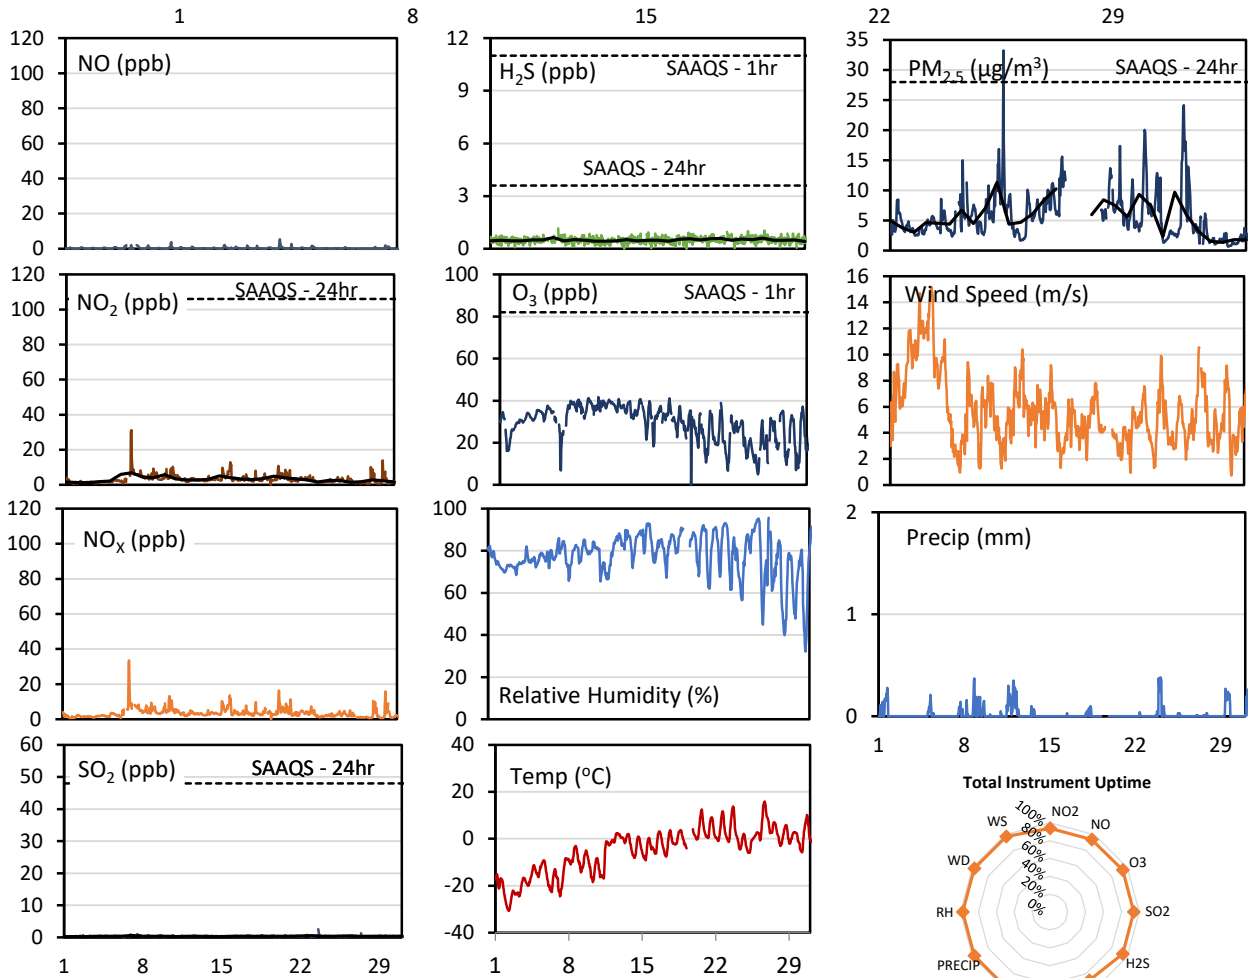 1 8 15 22 29
NO (ppb)
120
100
80
60
40
20
0
H2S (ppb)
SAAQS - 1hr
SAAQS - 24hr
12
9
6
3
0
PM2.5 (µg/m³)
SAAQS - 24hr
35
30
25
20
15
10
5
0
NO2 (ppb)
SAAQS - 24hr
120
100
80
60
40
20
0
O3 (ppb)
SAAQS - 1hr
100
80
60
40
20
0
Wind Speed (m/s)
16
14
12
10
8
6
4
2
0
NOX (ppb)
120
100
80
60
40
20
0
Relative Humidity (%)
100
80
60
40
20
0
Precip (mm)
2
1
0
1 8 15 22 29
SO2 (ppb)
SAAQS - 24hr
60
50
40
30
20
10
0
1 8 15 22 29
Temp (oC)
40
20
0
-20
-40
1 8 15 22 29
Total Instrument Uptime
100%
80%
60%
40%
20%
0%
NO2
NO
O3
SO2
H2S
PRECIP
RH
WD
WS